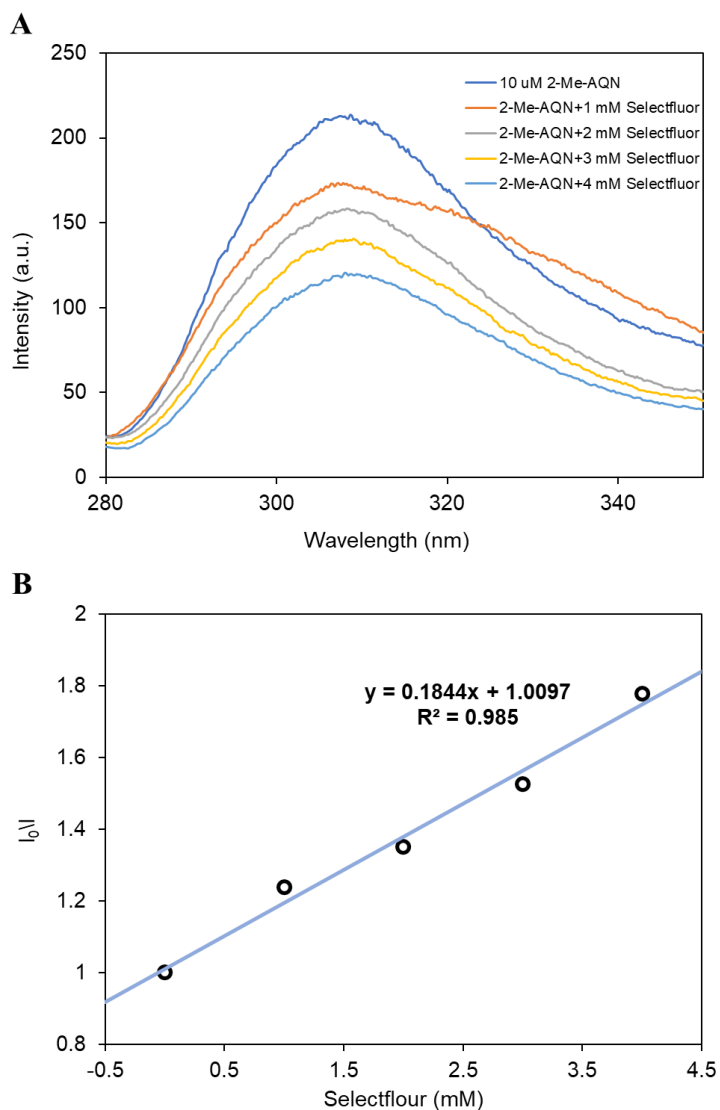 A
250
200
150
100
50
0
Intensity (a.u.)
10 uM 2-Me-AQN
2-Me-AQN+1 mM Selectfluor
2-Me-AQN+2 mM Selectfluor
2-Me-AQN+3 mM Selectfluor
2-Me-AQN+4 mM Selectfluor
280 300 320 340
Wavelength (nm)
B
2
1.8
1.6
1.4
1.2
1
0.8
I₀\I
y = 0.1844x + 1.0097
R² = 0.985
-0.5 0.5 1.5 2.5 3.5 4.5
Selectflour (mM)